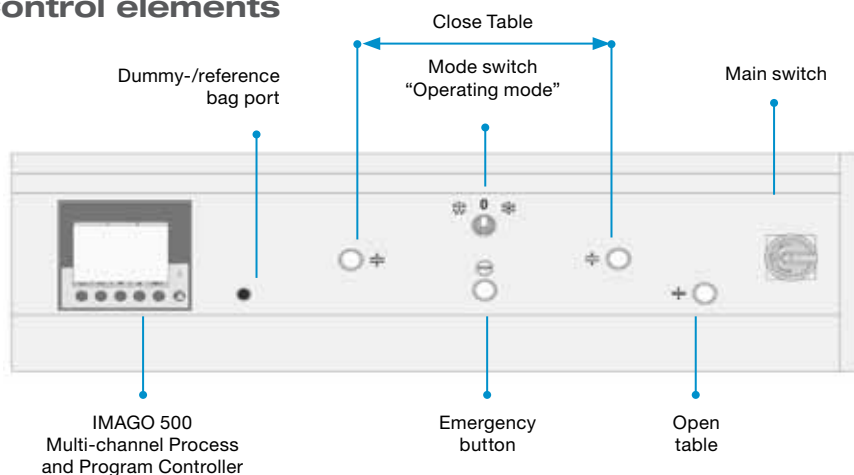 ontrol elements
Close Table
Dummy-/reference
bag port
Mode switch
“Operating mode”
Main switch
0
IMAGO 500
Multi-channel Process
and Program Controller
Emergency
button
Open
table